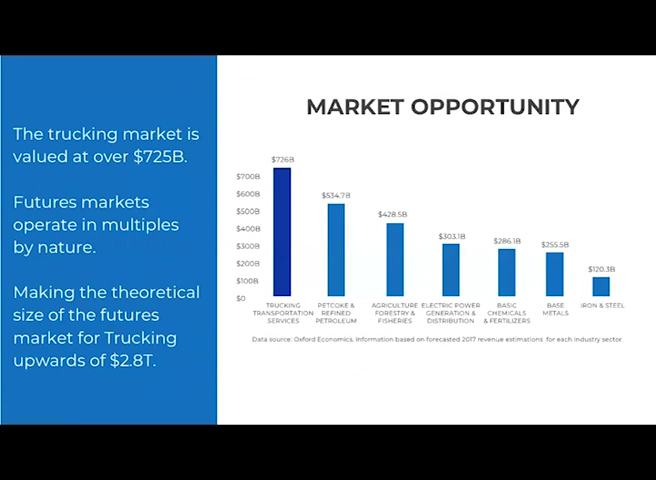 The trucking market is
valued at over $725B.
Futures markets
operate in multiples
by nature.
Making the theoretical
size of the futures
market for Trucking
upwards of $2.8T.
MARKET OPPORTUNITY
$700B
$600B
$500B
$400B
$300B
$200B
$100B
$0
$726B
$534.7B
$428.5B
$303.1B
$286.1B
$255.5B
$120.3B
TRUCKING
TRANSPORTATION
SERVICES
PETCOKE &
REFINED
PETROLEUM
AGRICULTURE
FORESTRY &
FISHERIES
ELECTRIC POWER
GENERATION &
DISTRIBUTION
BASIC
CHEMICALS
& FERTILIZERS
BASE
METALS
IRON & STEEL
Data source: Oxford Economics. Information based on forecasted 2017 revenue estimations for each industry sector.